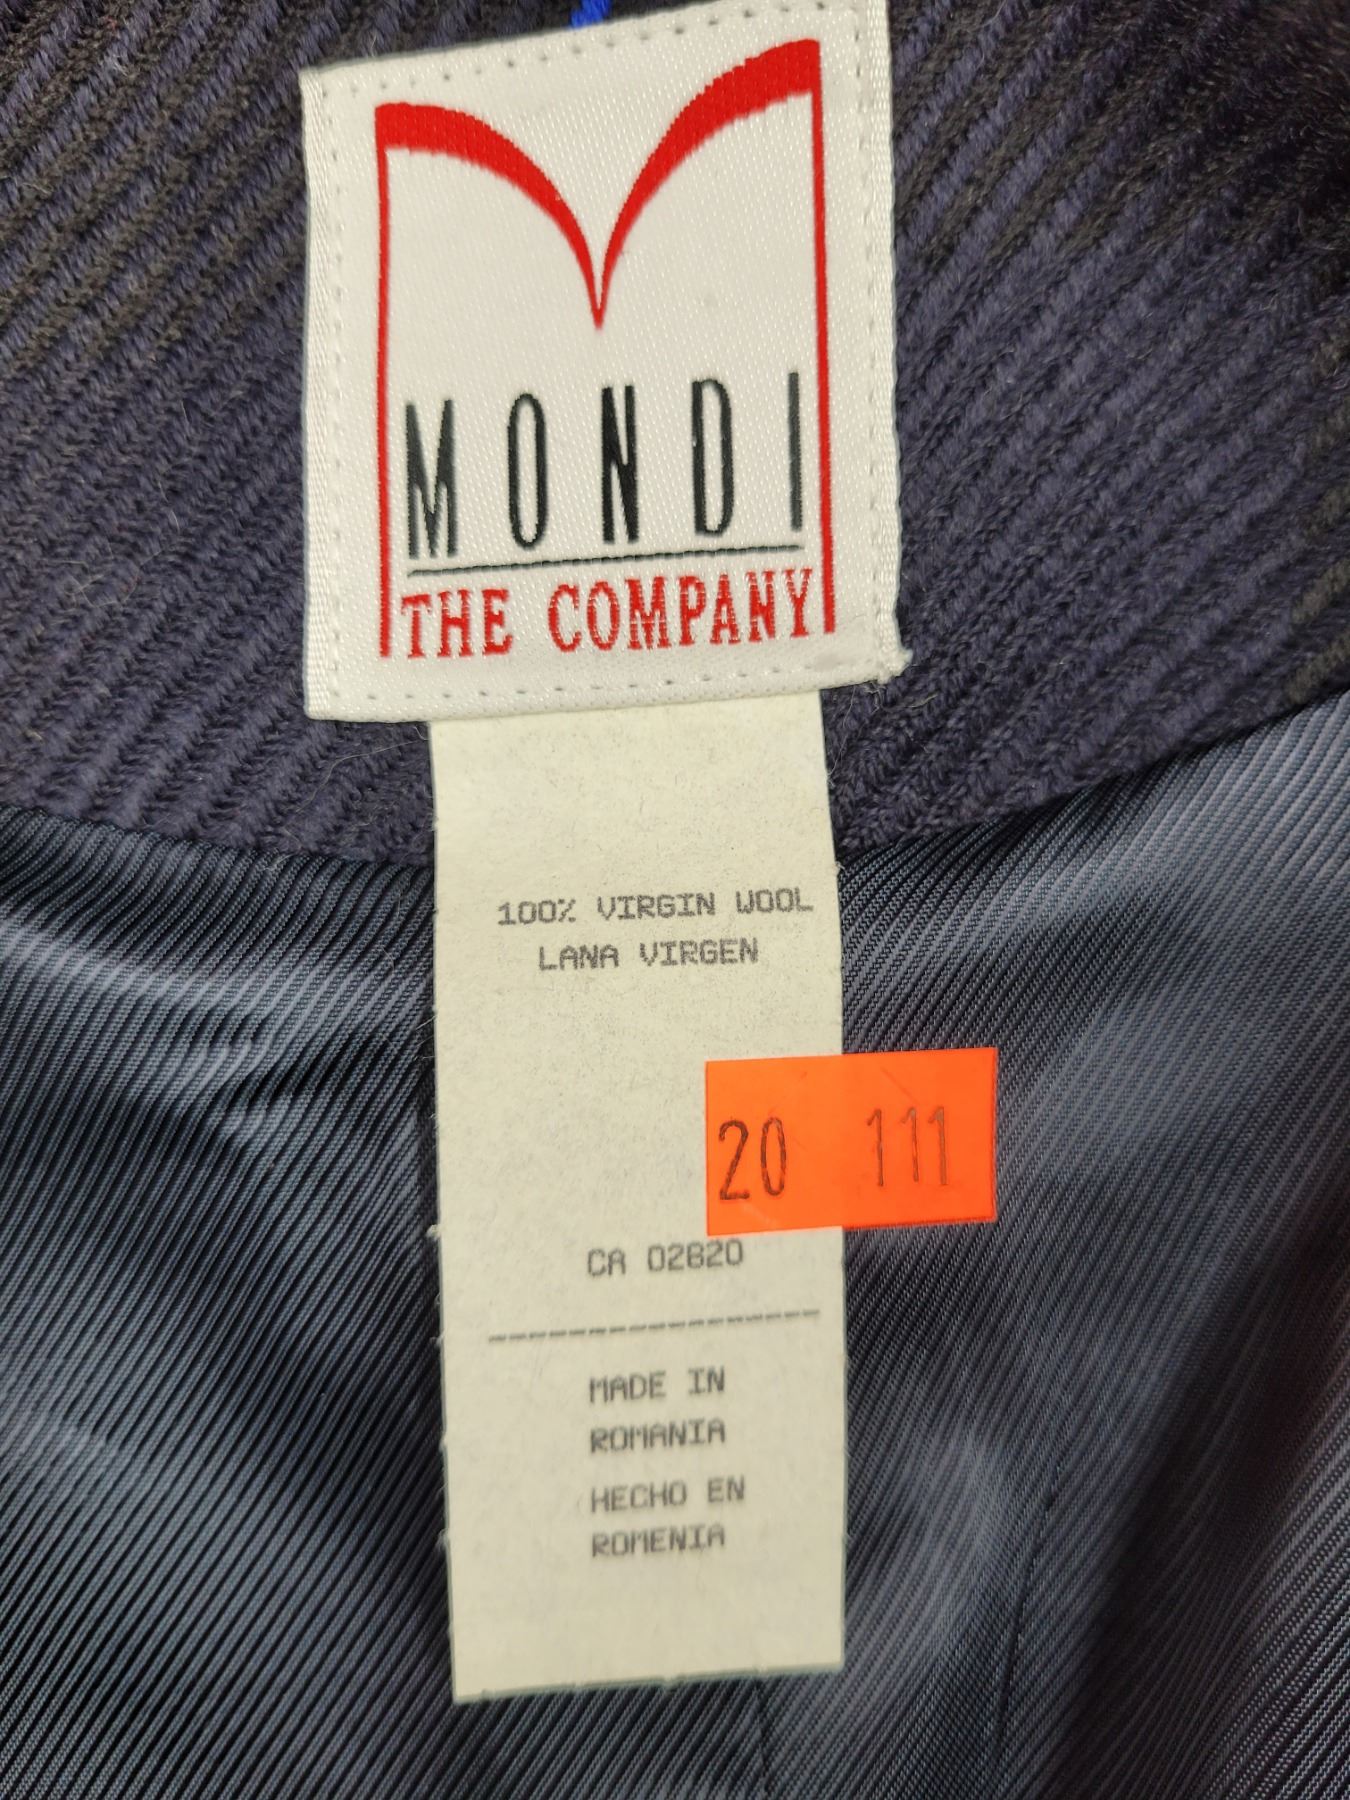 MONDI
THE COMPANY
100% VIRGIN WOOL
LANA VIRGEN
20 111
CA 02820
MADE IN
ROMANIA
HECHO EN
ROMENIA